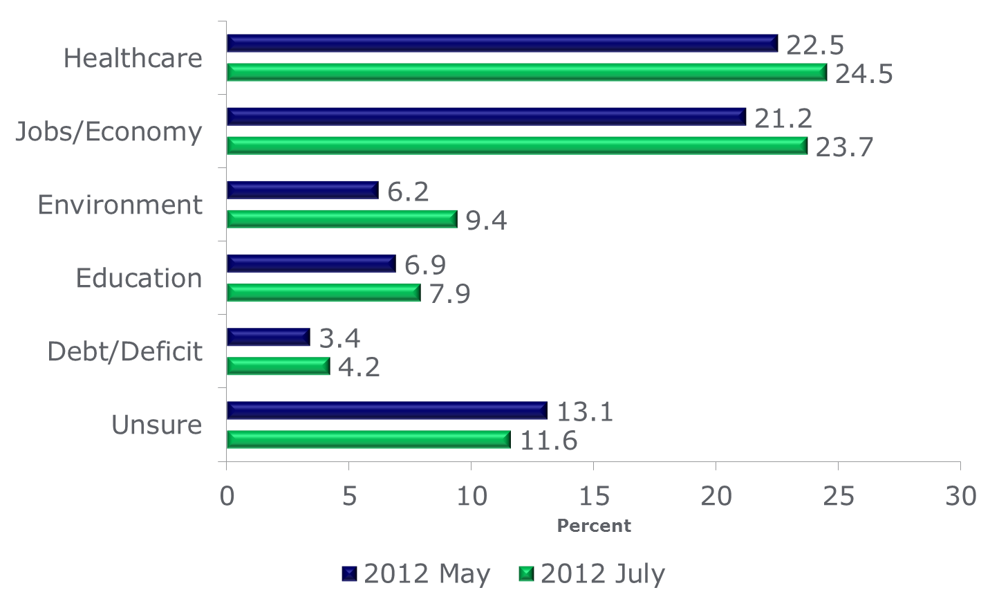 Healthcare
22.5
24.5
Jobs/Economy
21.2
23.7
Environment
6.2
9.4
Education
6.9
7.9
Debt/Deficit
3.4
4.2
Unsure
13.1
11.6
0 5 10 15 20 25 30
Percent
2012 May 2012 July